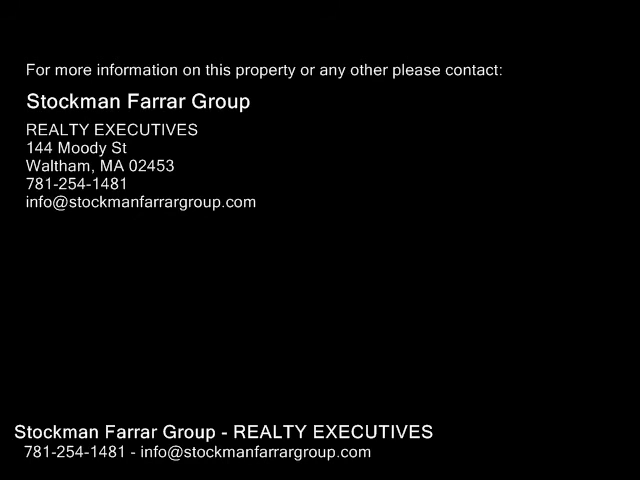 For more information on this property or any other please contact:
Stockman Farrar Group
REALTY EXECUTIVES
144 Moody St
Waltham, MA 02453
781-254-1481
info@stockmanfarrargroup.com
Stockman Farrar Group - REALTY EXECUTIVES
781-254-1481 - info@stockmanfarrargroup.com